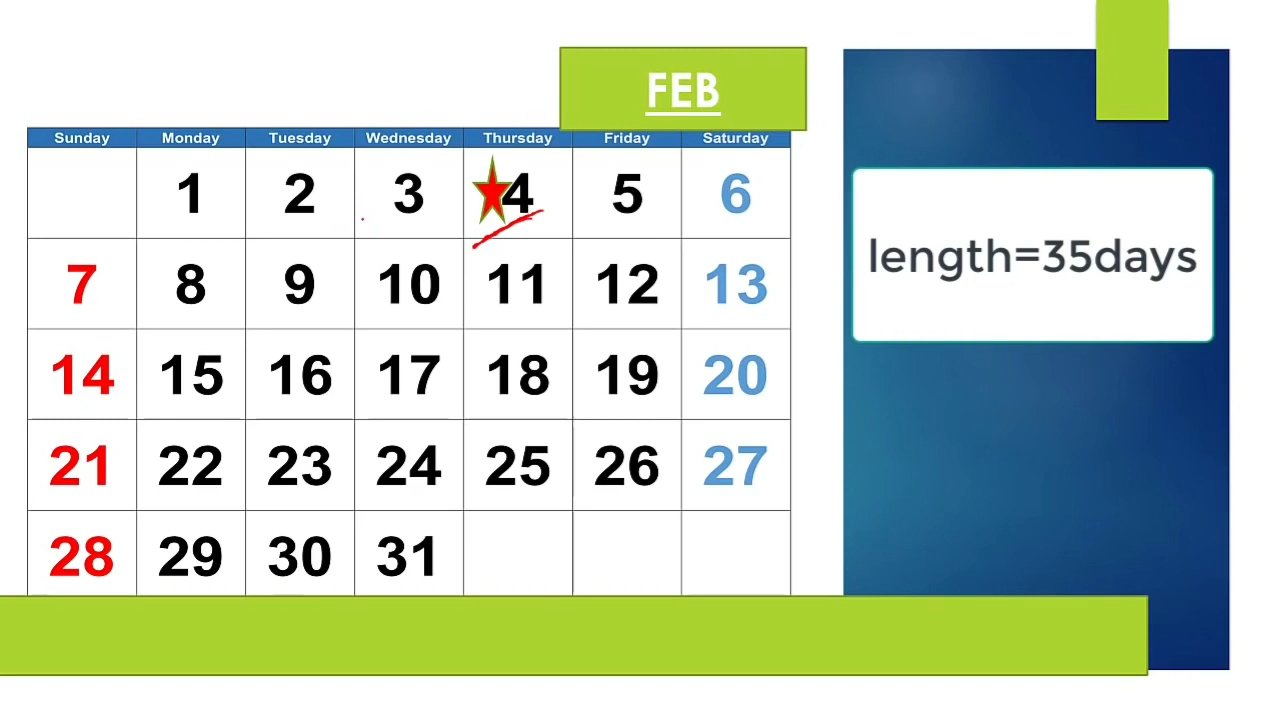 FEB
Sunday Monday Tuesday Wednesday Thursday Friday Saturday
1 2 3 4 5 6
7 8 9 10 11 12 13
14 15 16 17 18 19 20
21 22 23 24 25 26 27
28 29 30 31
length=35days